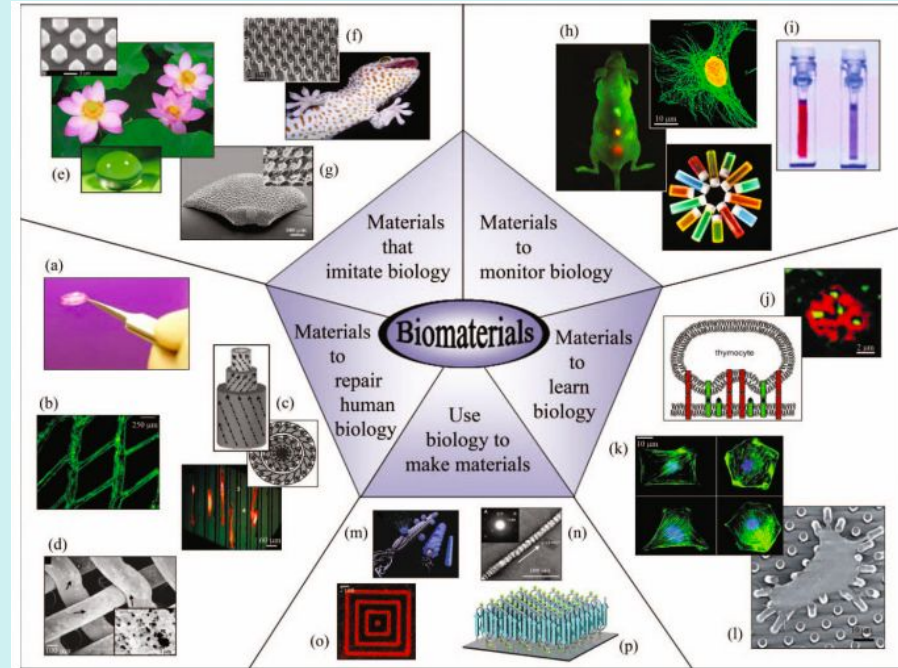 (f)
(h)
(i)
10 μm
(e)
(g)
Materials
that
imitate biology
Materials
to
monitor biology
(a)
(j)
Biomaterials
Materials
to
repair
human
biology
Materials
to
learn
biology
2 μm
thymocyte
(c)
(b)
250 μm
Use
biology to
make materials
(k)
10 μm
(m)
(n)
(d)
(o)
(p)
(l)